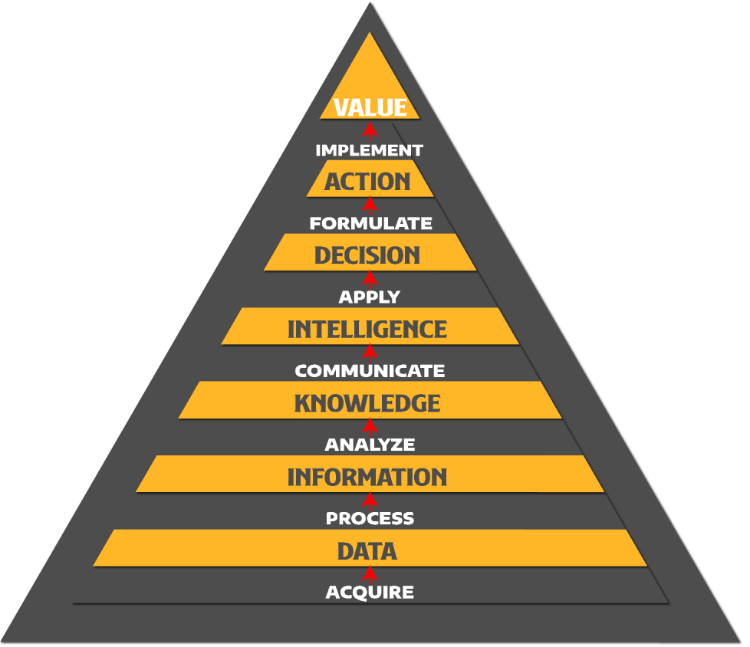 VALUE
IMPLEMENT
ACTION
FORMULATE
DECISION
APPLY
INTELLIGENCE
COMMUNICATE
KNOWLEDGE
ANALYZE
INFORMATION
PROCESS
DATA
ACQUIRE